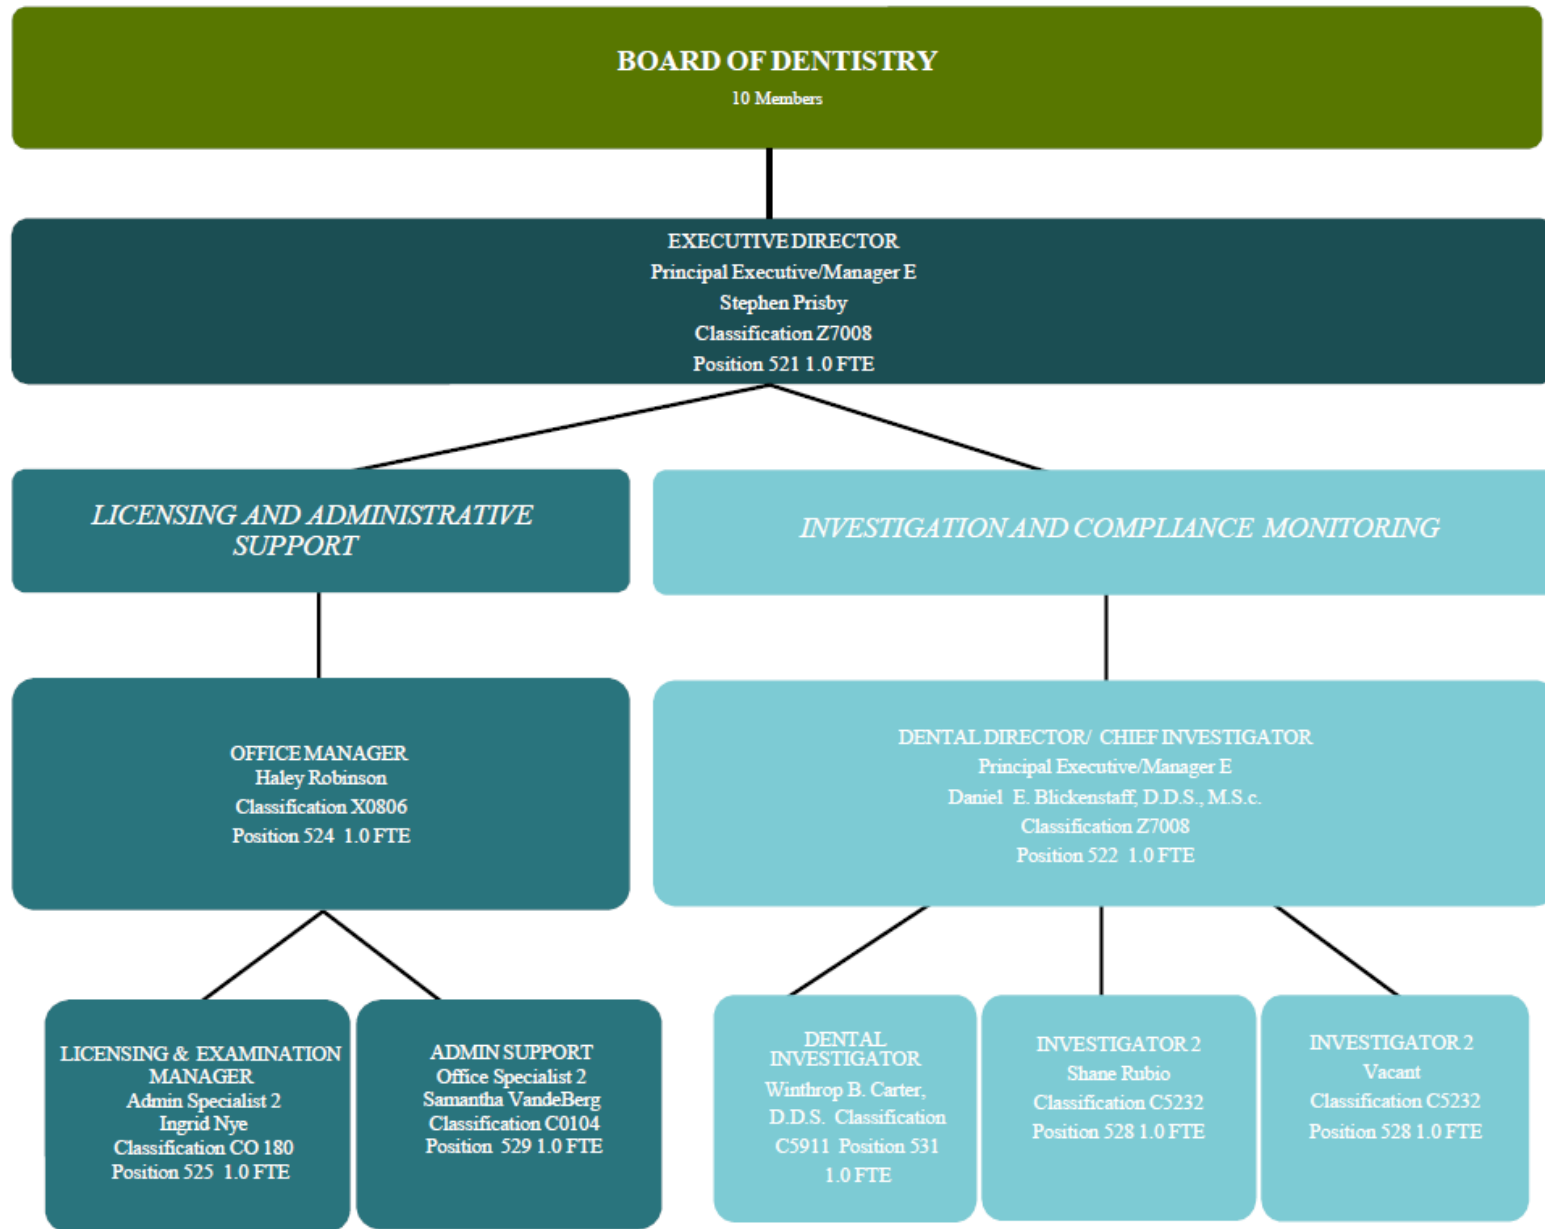 BOARD OF DENTISTRY
10 Members
EXECUTIVE DIRECTOR
Principal Executive/Manager E
Stephen Prisby
Classification Z7008
Position 521 1.0 FTE
LICENSING AND ADMINISTRATIVE
SUPPORT
INVESTIGATION AND COMPLIANCE MONITORING
OFFICE MANAGER
Haley Robinson
Classification X0806
Position 524 1.0 FTE
DENTAL DIRECTOR/ CHIEF INVESTIGATOR
Principal Executive/Manager E
Daniel E. Blickenstaff, D.D.S., M.S.c.
Classification Z7008
Position 522 1.0 FTE
LICENSING & EXAMINATION
MANAGER
Admin Specialist 2
Ingrid Nye
Classification CO 180
Position 525 1.0 FTE
ADMIN SUPPORT
Office Specialist 2
Samantha VandeBerg
Classification C0104
Position 529 1.0 FTE
DENTAL
INVESTIGATOR
Winthrop B. Carter,
D.D.S. Classification
C5911 Position 531
1.0 FTE
INVESTIGATOR 2
Shane Rubio
Classification C5232
Position 528 1.0 FTE
INVESTIGATOR 2
Vacant
Classification C5232
Position 528 1.0 FTE